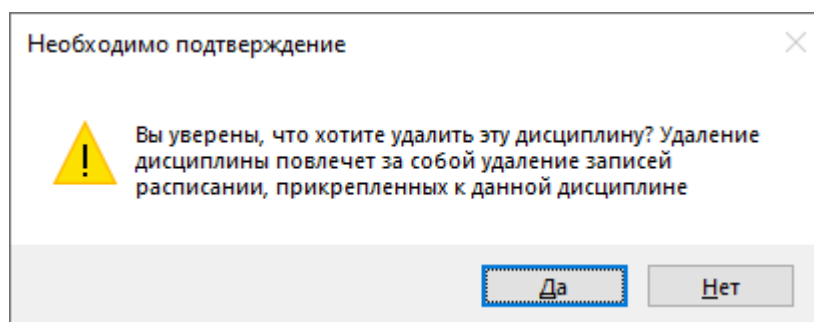 Необходимо подтверждение
Вы уверены, что хотите удалить эту дисциплину? Удаление
дисциплины повлечет за собой удаление записей
расписании, прикрепленных к данной дисциплине
Да
Нет